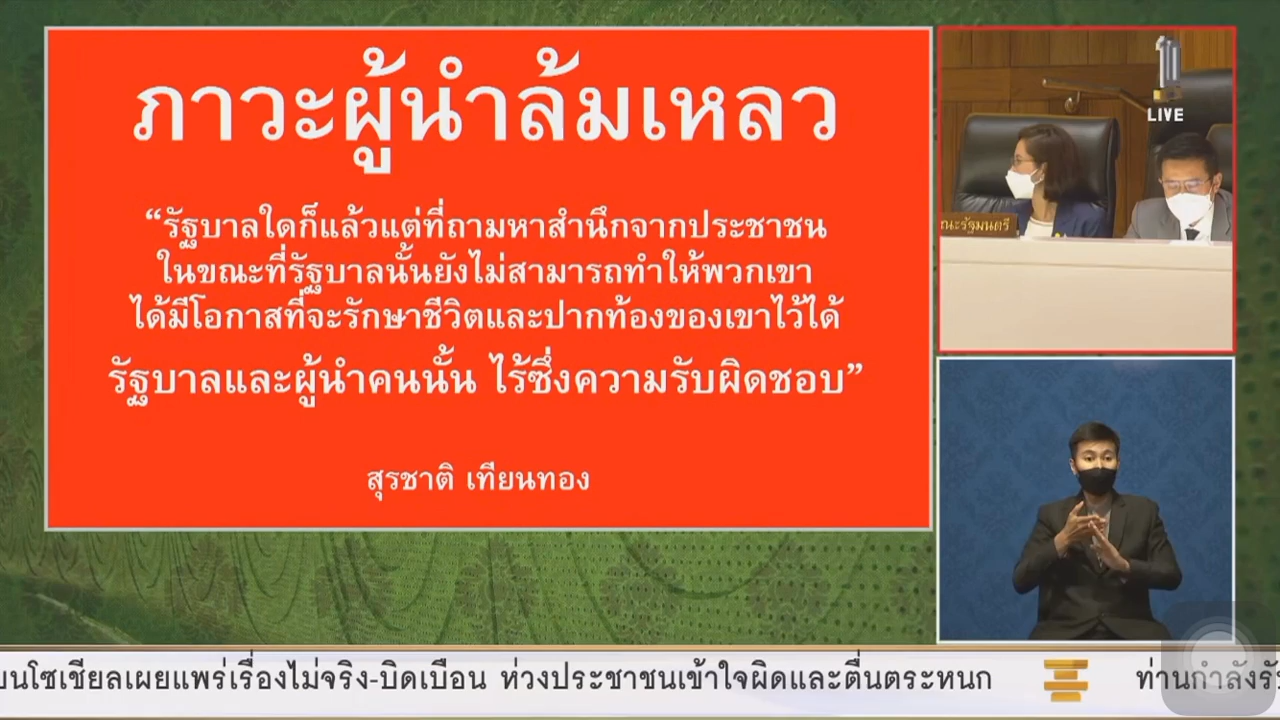 ภาวะผู้นำล้มเหลว
“รัฐบาลใดก็แล้วแต่ที่ถามหาสำนึกจากประชาชน
ในขณะที่รัฐบาลนั้นยังไม่สามารถทำให้พวกเขา
ได้มีโอกาสที่จะรักษาชีวิตและปากท้องของเขาไว้ได้
รัฐบาลและผู้นำคนนั้น ไร้ซึ่งความรับผิดชอบ”
สุรชาติ เทียนทอง
LIVE
ณะรัฐมนตรี
บนโซเชียลเผยแพร่เรื่องไม่จริง-บิดเบือน ห่วงประชาชนเข้าใจผิดและตื่นตระหนก
ท่านกำลังรั